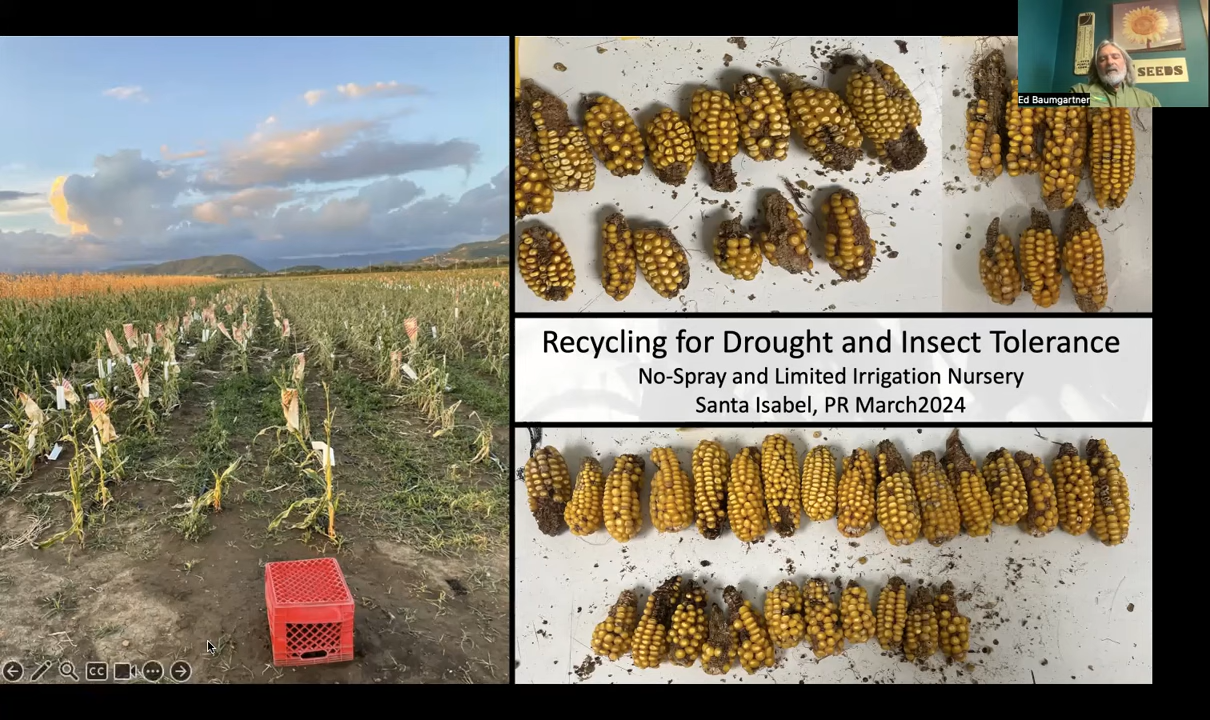 SEEDS
Ed Baumgartner
Recycling for Drought and Insect Tolerance
No-Spray and Limited Irrigation Nursery
Santa Isabel, PR March2024
CC